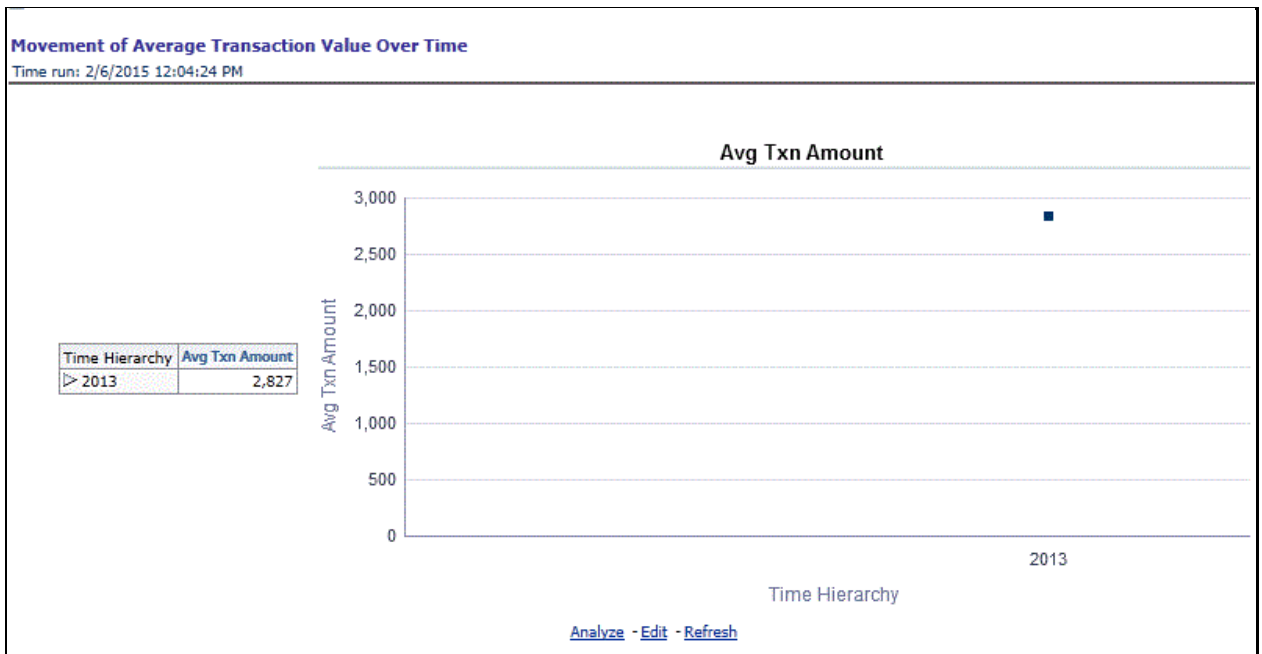 Movement of Average Transaction Value Over Time
Time run: 2/6/2015 12:04:24 PM
Avg Txn Amount
3,000
2,500
2,000
1,500
1,000
500
0
Avg Txn Amount
2013
Time Hierarchy
Time Hierarchy Avg Txn Amount
2013 2,827
Analyze - Edit - Refresh